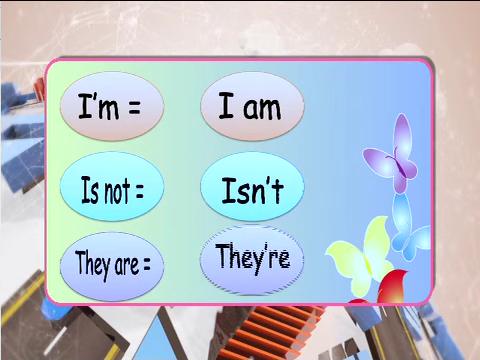 I'm = I am
Is not = Isn't
They are = They're